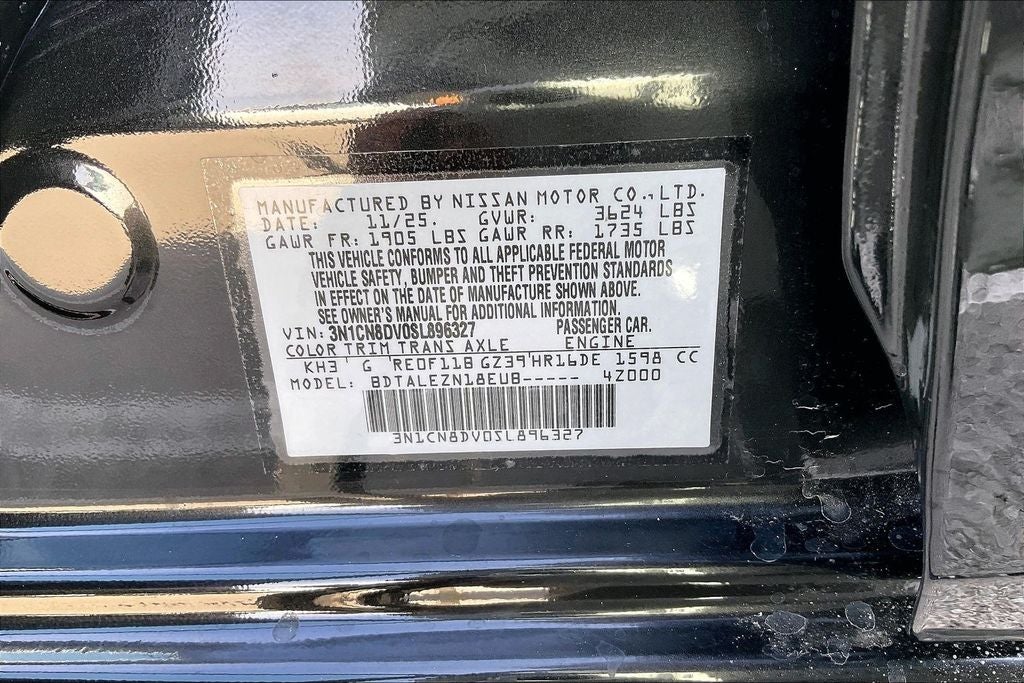 MANUFACTURED BY NISSAN MOTOR CO., LTD.
DATE: 11/25. GVWR: 3624 LBS
GAWR FR: 1905 LBS GAWR RR: 1735 LBS
THIS VEHICLE CONFORMS TO ALL APPLICABLE FEDERAL MOTOR
VEHICLE SAFETY, BUMPER AND THEFT PREVENTION STANDARDS
IN EFFECT ON THE DATE OF MANUFACTURE SHOWN ABOVE.
SEE OWNER'S MANUAL FOR ADDITIONAL INFORMATION.
VIN: 3N1CN8DV0SL896327 PASSENGER CAR.
COLOR TRIM TRANS AXLE ENGINE
KH3 G RE0F11B GZ39 HR16DE 1598 CC
MODEL: BDTALEZN18EUB----- 4Z000
3N1CN8DV0SL896327